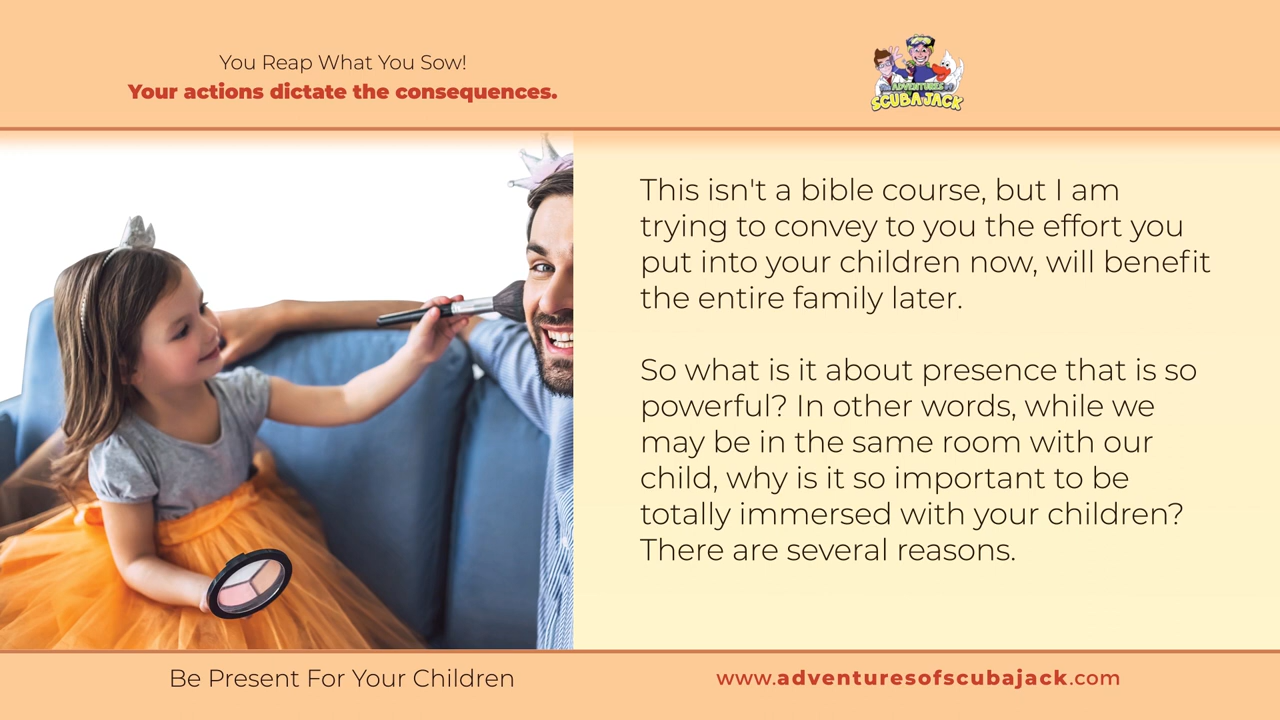 You Reap What You Sow!
Your actions dictate the consequences.
ADVENTURES
SCUBA JACK
This isn't a bible course, but I am
trying to convey to you the effort you
put into your children now, will benefit
the entire family later.
So what is it about presence that is so
powerful? In other words, while we
may be in the same room with our
child, why is it so important to be
totally immersed with your children?
There are several reasons.
Be Present For Your Children
www.adventuresofscubajack.com